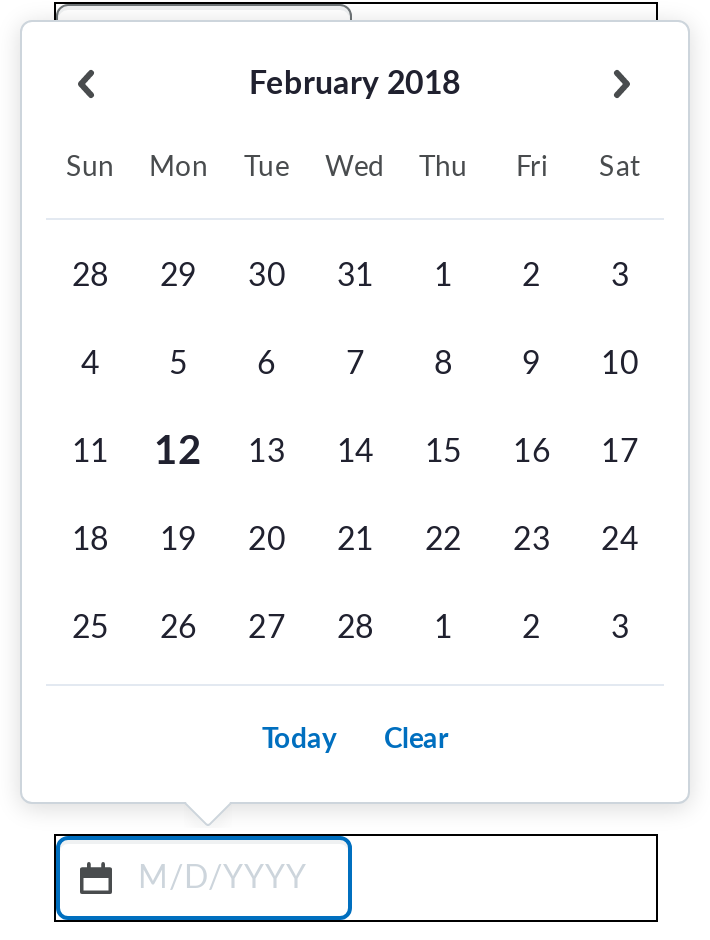 February 2018
Sun Mon Tue Wed Thu Fri Sat
28 29 30 31 1 2 3
4 5 6 7 8 9 10
11 12 13 14 15 16 17
18 19 20 21 22 23 24
25 26 27 28 1 2 3
Today Clear
M/D/YYYY